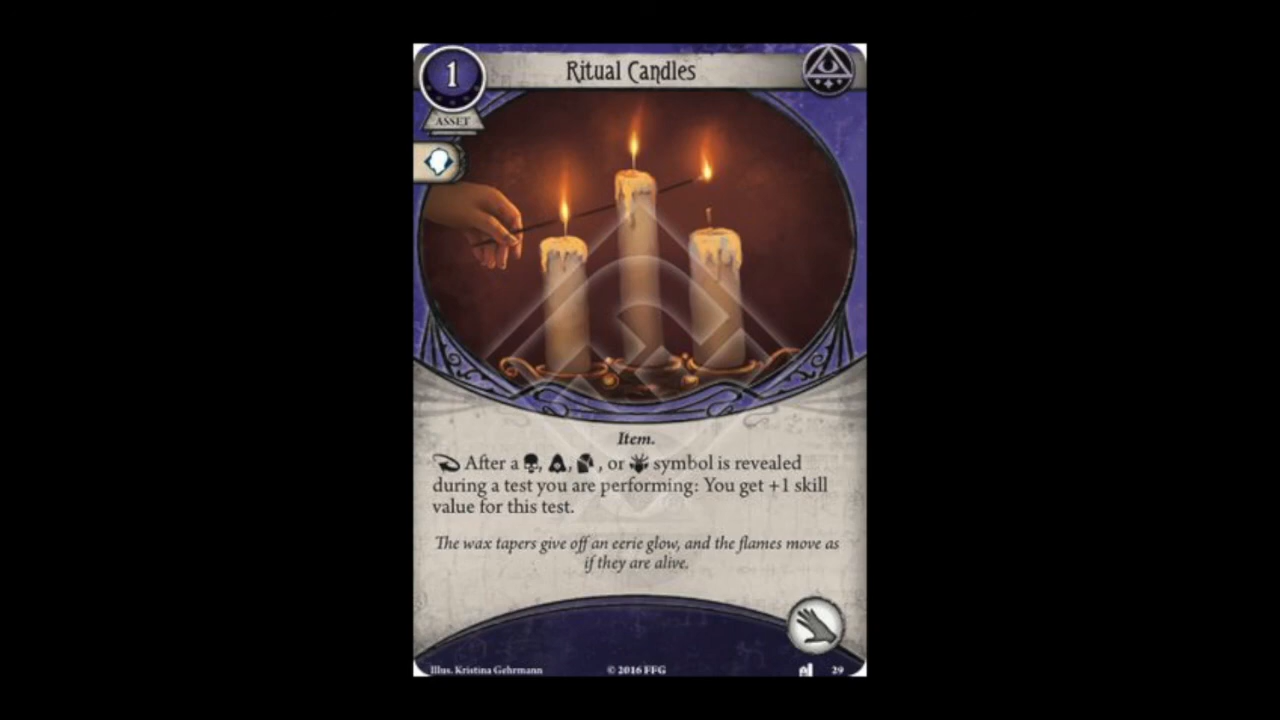 1
Ritual Candles
ASSET
Item.
After a , , , or symbol is revealed
during a test you are performing: You get +1 skill
value for this test.
The wax tapers give off an eerie glow, and the flames move as
if they are alive.
Illus. Kristina Gehrmann © 2016 FFG 29